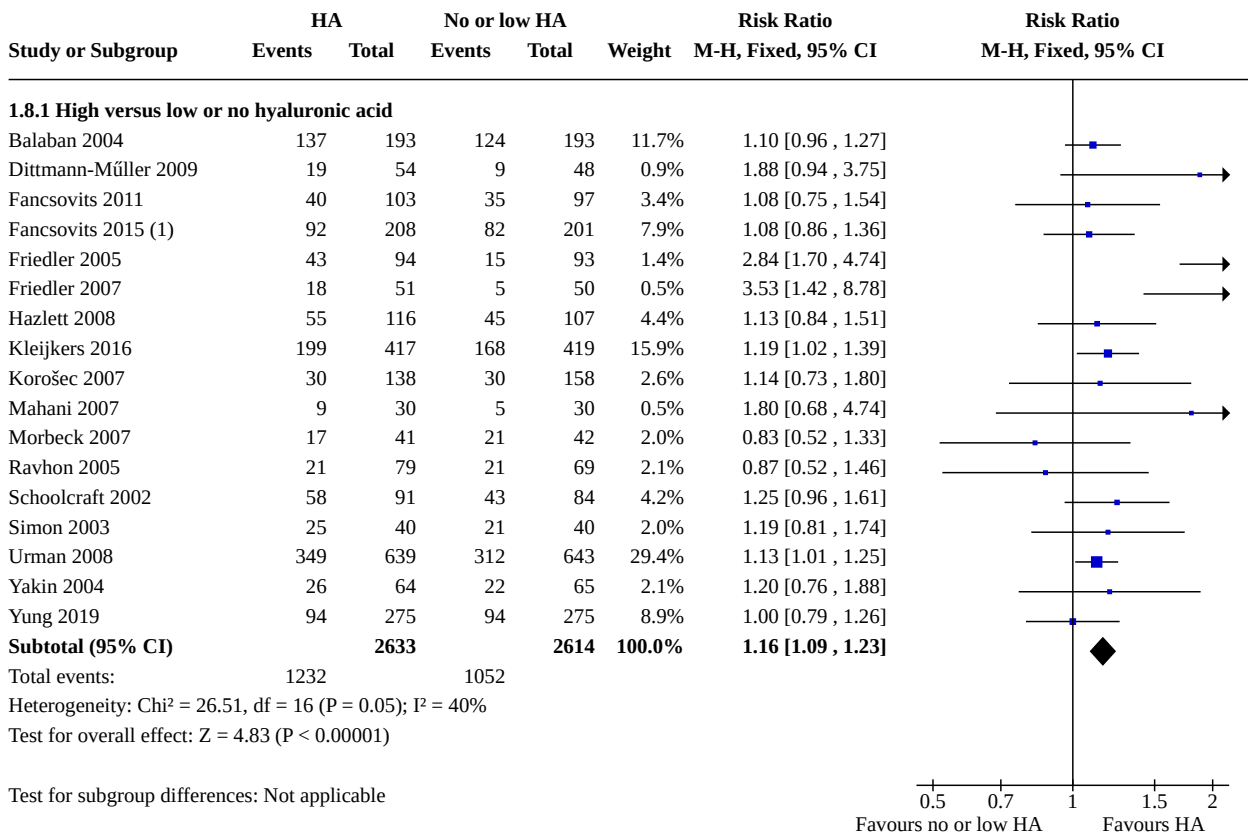 HA No or low HA Risk Ratio Risk Ratio
Study or Subgroup Events Total Events Total Weight M-H, Fixed, 95% CI M-H, Fixed, 95% CI
1.8.1 High versus low or no hyaluronic acid
Balaban 2004 137 193 124 193 11.7% 1.10 [0.96 , 1.27]
Dittmann-Műller 2009 19 54 9 48 0.9% 1.88 [0.94 , 3.75]
Fancsovits 2011 40 103 35 97 3.4% 1.08 [0.75 , 1.54]
Fancsovits 2015 (1) 92 208 82 201 7.9% 1.08 [0.86 , 1.36]
Friedler 2005 43 94 15 93 1.4% 2.84 [1.70 , 4.74]
Friedler 2007 18 51 5 50 0.5% 3.53 [1.42 , 8.78]
Hazlett 2008 55 116 45 107 4.4% 1.13 [0.84 , 1.51]
Kleijkers 2016 199 417 168 419 15.9% 1.19 [1.02 , 1.39]
Korošec 2007 30 138 30 158 2.6% 1.14 [0.73 , 1.80]
Mahani 2007 9 30 5 30 0.5% 1.80 [0.68 , 4.74]
Morbeck 2007 17 41 21 42 2.0% 0.83 [0.52 , 1.33]
Ravhon 2005 21 79 21 69 2.1% 0.87 [0.52 , 1.46]
Schoolcraft 2002 58 91 43 84 4.2% 1.25 [0.96 , 1.61]
Simon 2003 25 40 21 40 2.0% 1.19 [0.81 , 1.74]
Urman 2008 349 639 312 643 29.4% 1.13 [1.01 , 1.25]
Yakin 2004 26 64 22 65 2.1% 1.20 [0.76 , 1.88]
Yung 2019 94 275 94 275 8.9% 1.00 [0.79 , 1.26]
Subtotal (95% CI) 2633 2614 100.0% 1.16 [1.09 , 1.23]
Total events: 1232 1052
Heterogeneity: Chi² = 26.51, df = 16 (P = 0.05); I² = 40%
Test for overall effect: Z = 4.83 (P < 0.00001)
Test for subgroup differences: Not applicable
0.5 0.7 1 1.5 2
Favours no or low HA Favours HA